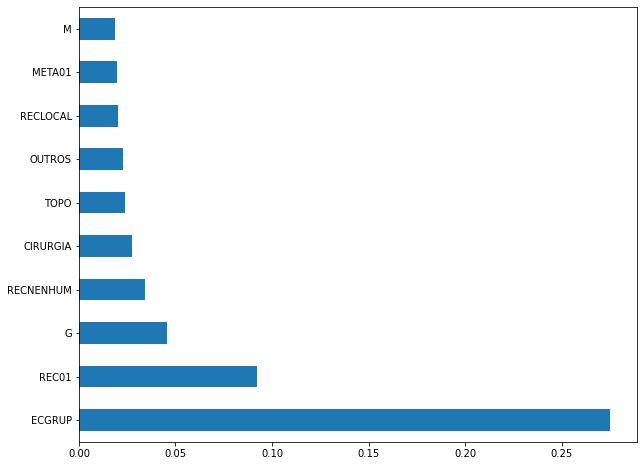 M
META01
RECLOCAL
OUTROS
TOPO
CIRURGIA
RECNENHUM
G
REC01
ECGRUP
0.00 0.05 0.10 0.15 0.20 0.25